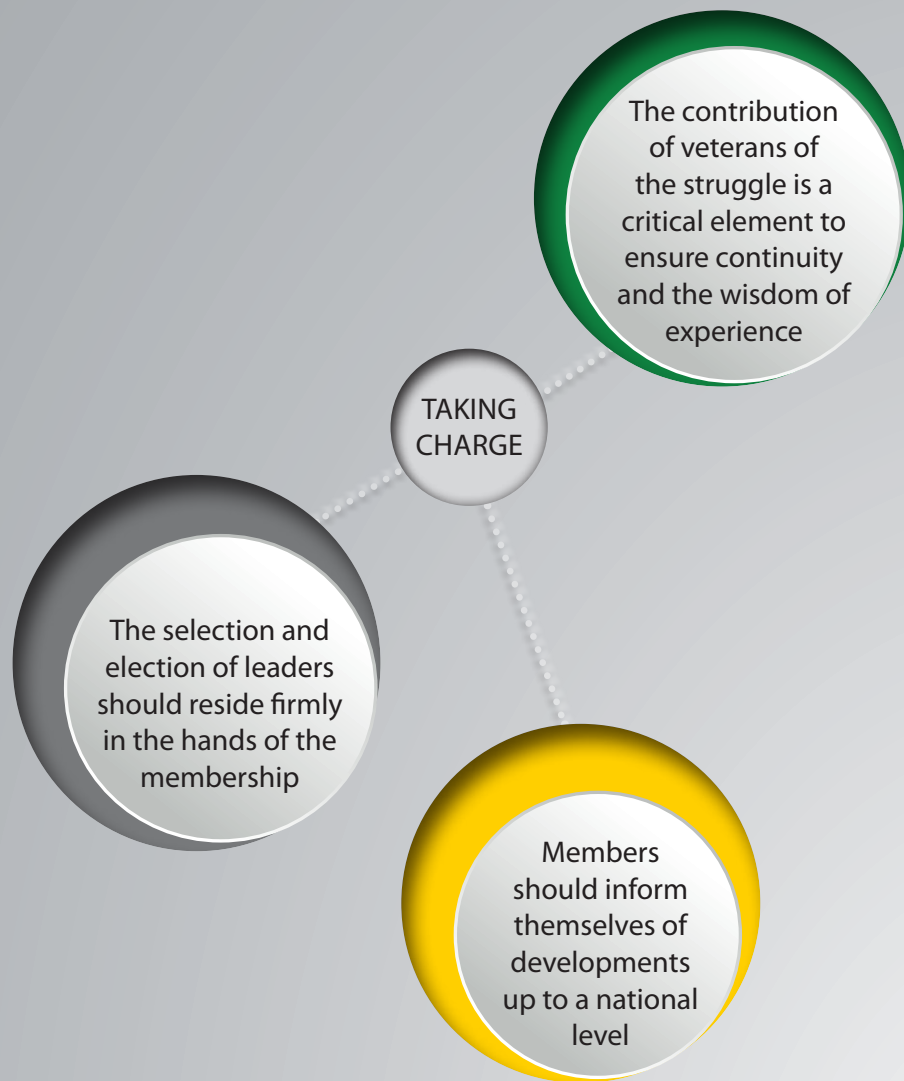 The contribution
of veterans of
the struggle is a
critical element to
ensure continuity
and the wisdom of
experience
TAKING
CHARGE
The selection and
election of leaders
should reside firmly
in the hands of the
membership
Members
should inform
themselves of
developments
up to a national
level